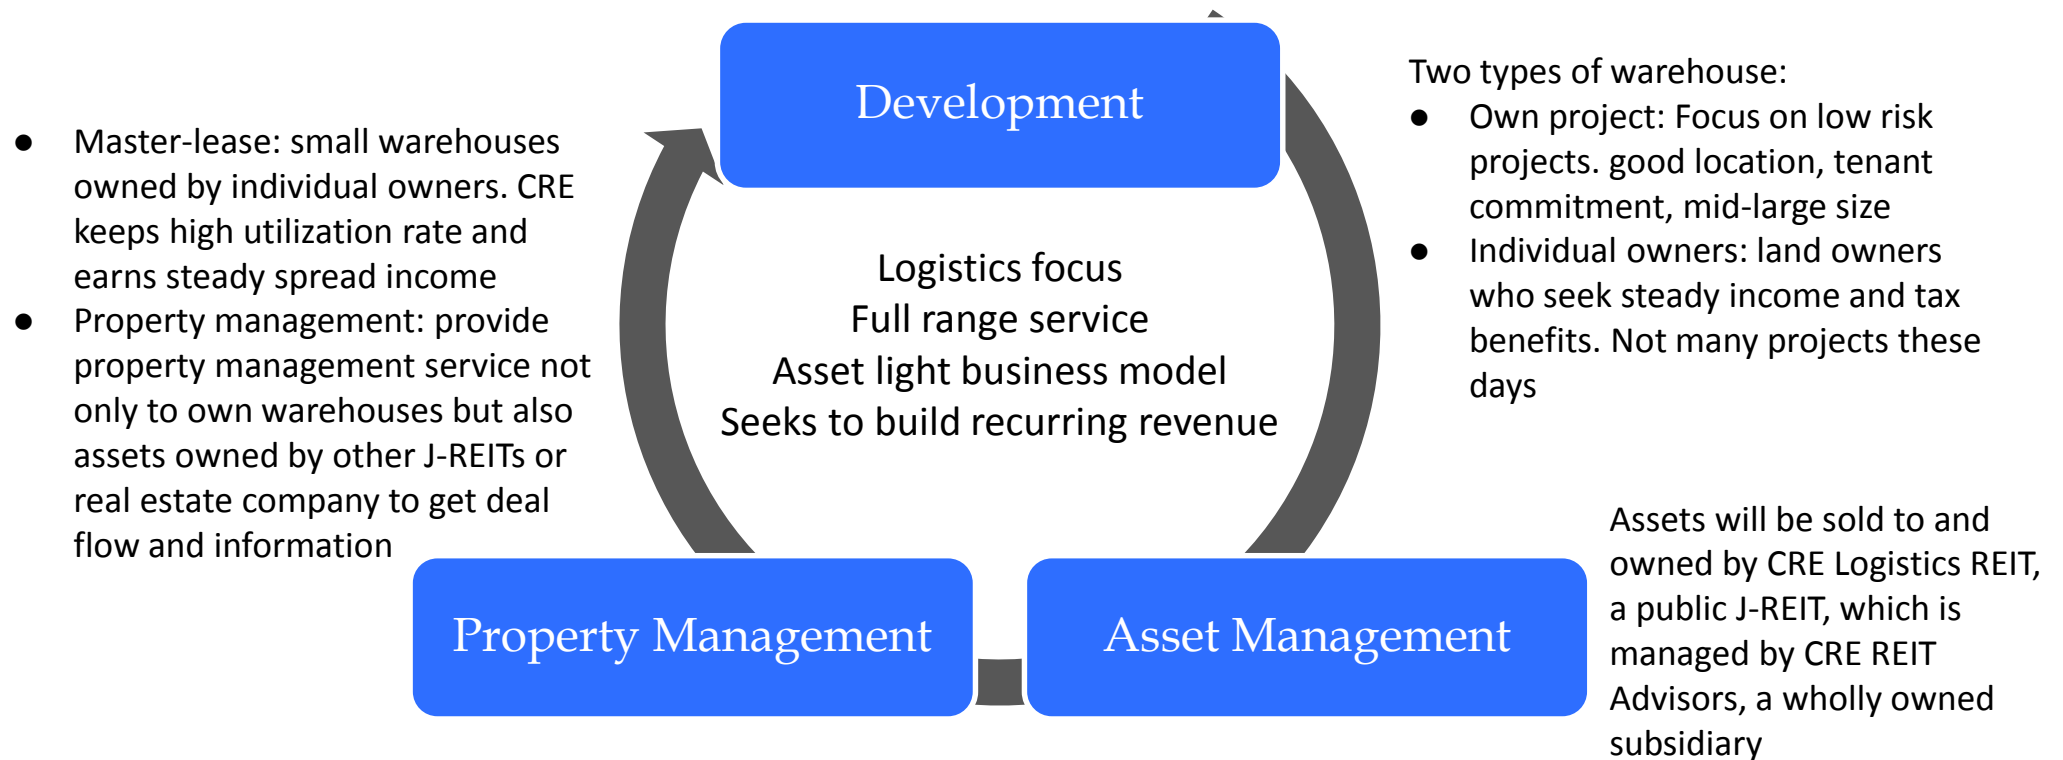 Development
Two types of warehouse:
● Own project: Focus on low risk
projects. good location, tenant
commitment, mid-large size
● Individual owners: land owners
who seek steady income and tax
benefits. Not many projects these
days
● Master-lease: small warehouses
owned by individual owners. CRE
keeps high utilization rate and
earns steady spread income
● Property management: provide
property management service not
only to own warehouses but also
assets owned by other J-REITs or
real estate company to get deal
flow and information
Logistics focus
Full range service
Asset light business model
Seeks to build recurring revenue
Property Management
Asset Management
Assets will be sold to and
owned by CRE Logistics REIT,
a public J-REIT, which is
managed by CRE REIT
Advisors, a wholly owned
subsidiary